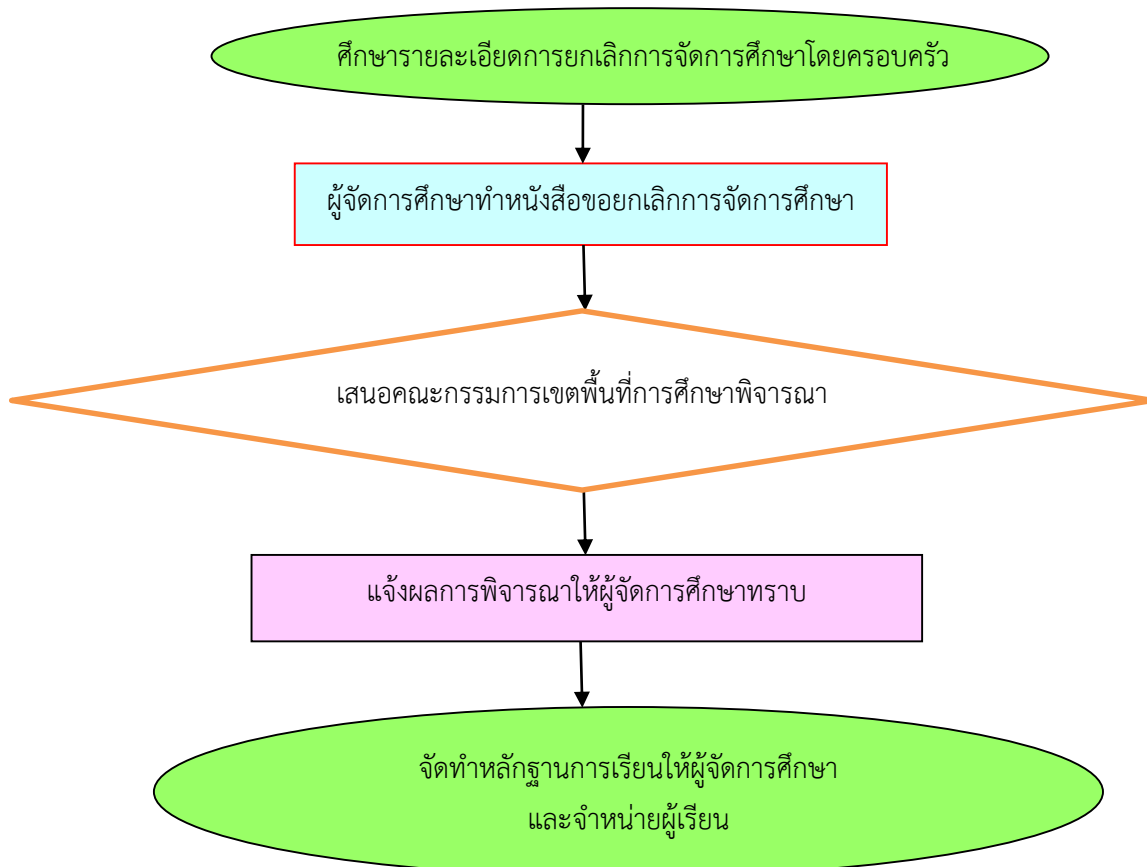 ศึกษารายละเอียดการยกเลิกการจัดการศึกษาโดยครอบครัว
ผู้จัดการศึกษาทำหนังสือขอยกเลิกการจัดการศึกษา
เสนอคณะกรรมการเขตพื้นที่การศึกษาพิจารณา
แจ้งผลการพิจารณาให้ผู้จัดการศึกษาทราบ
จัดทำหลักฐานการเรียนให้ผู้จัดการศึกษา
และจำหน่ายผู้เรียน